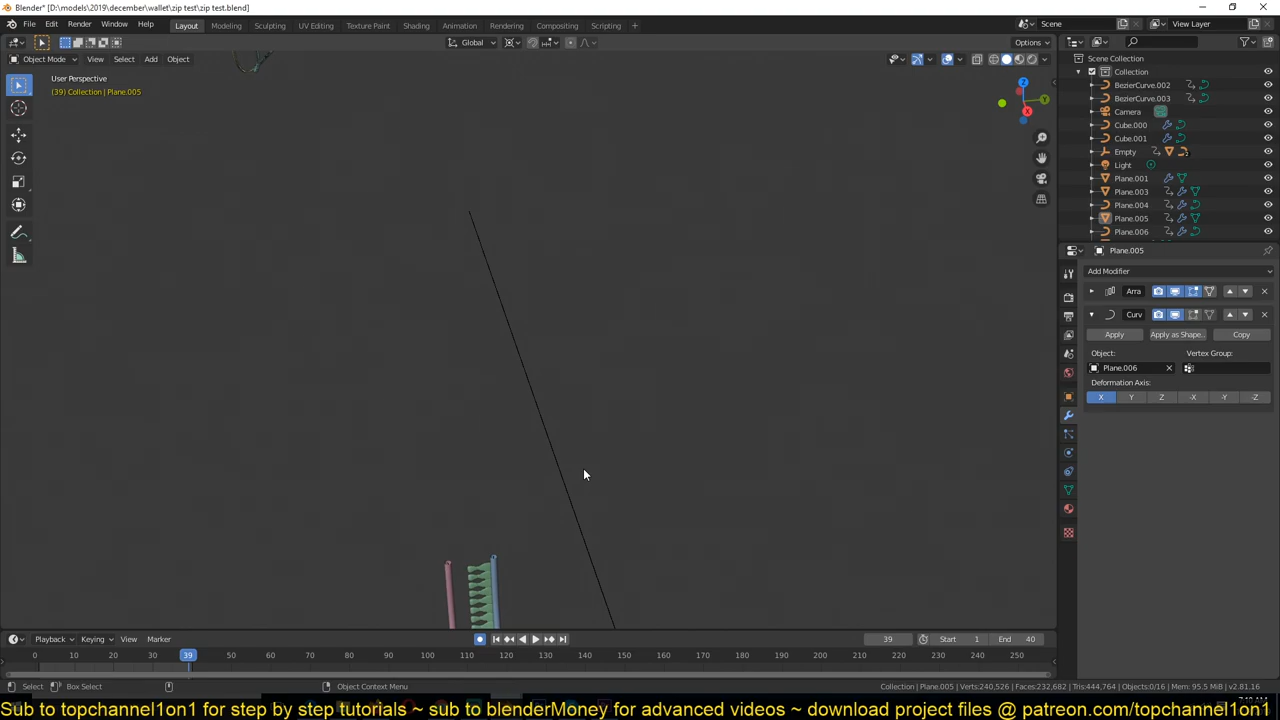 Blender* [D:\models\2019\december\wallet\zip test\zip test.blend]
File Edit Render Window Help Layout Modeling Sculpting UV Editing Texture Paint Shading Animation Rendering Compositing Scripting + Scene View Layer
Global Options
Object Mode View Select Add Object
User Perspective
(39) Collection | Plane.005
Z
Y
X
Scene Collection
Collection
BezierCurve.002
BezierCurve.003
Camera
Cube.000
Cube.001
Empty
Light
Plane.001
Plane.003
Plane.004
Plane.005
Plane.006
Plane.005
Add Modifier
Arra
Curv
Apply Apply as Shape.. Copy
Object: Vertex Group:
Plane.006
Deformation Axis:
X Y Z -X -Y -Z
Playback Keying View Marker 39 Start 1 End 40
0 10 20 30 39 50 60 70 80 90 100 110 120 130 140 150 160 170 180 190 200 210 220 230 240 250
Select Box Select Object Context Menu Collection | Plane.005 | Verts:240,526 | Faces:232,682 | Tris:444,764 | Objects:0/16 | Mem: 95.5 MiB | v2.81.16
Sub to topchannel1on1 for step by step tutorials ~ sub to blenderMoney for advanced videos ~ download project files @ patreon.com/topchannel1on1